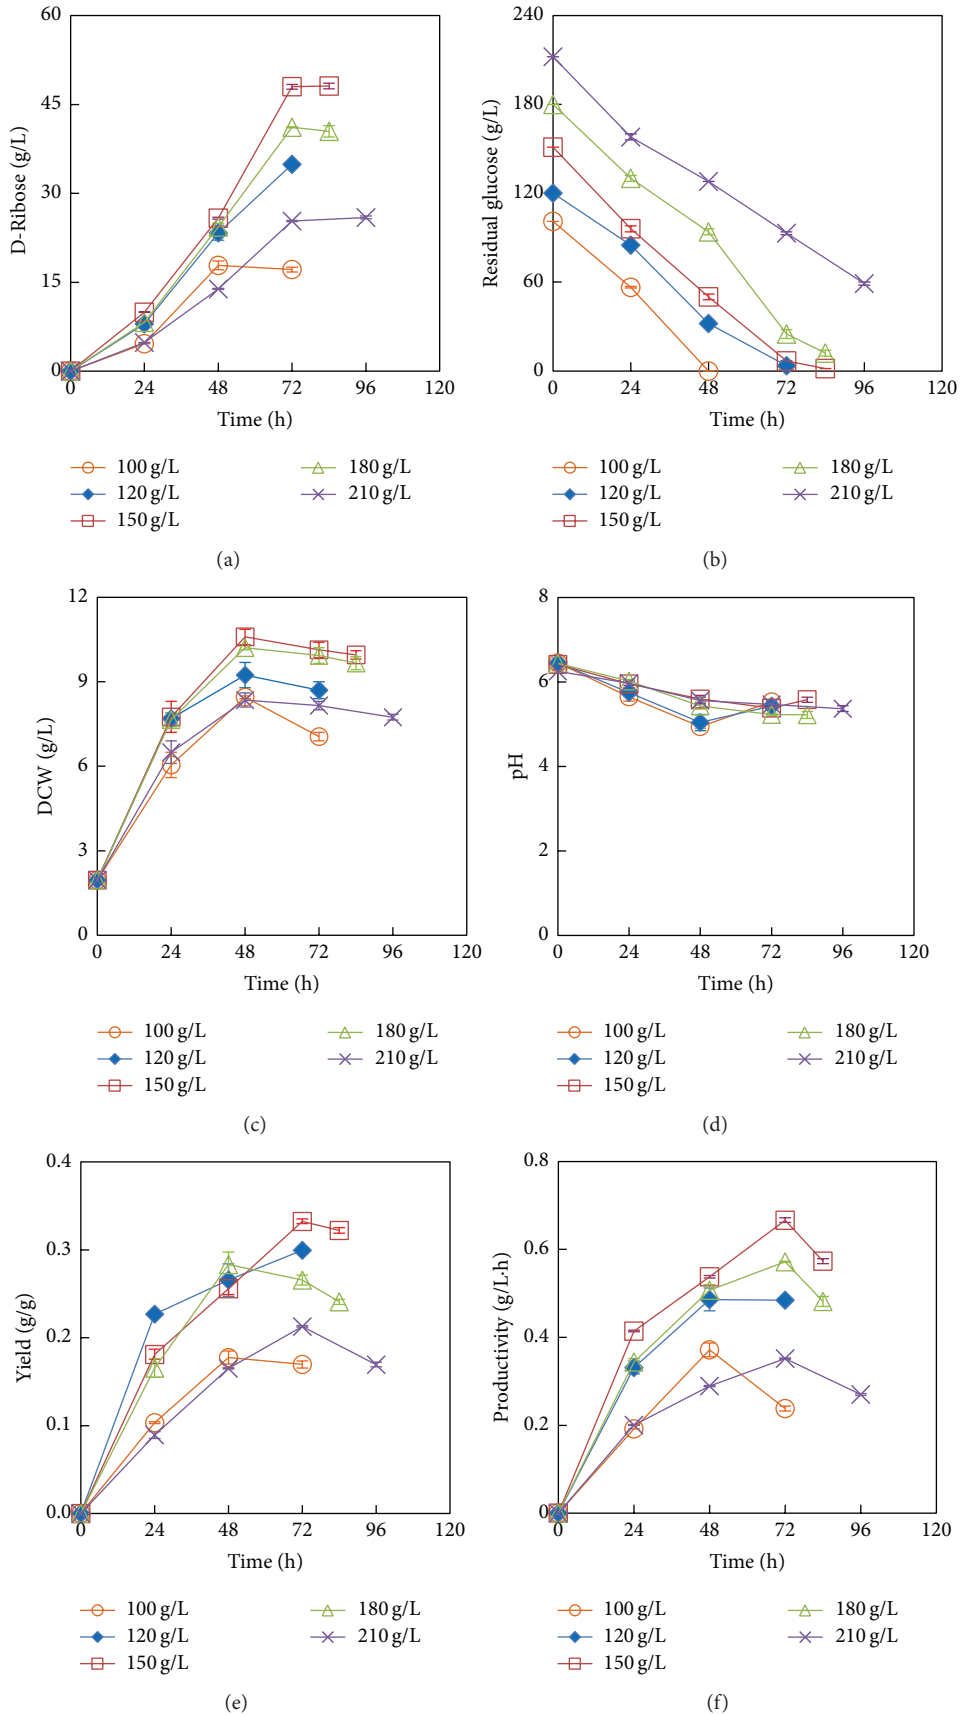 60
45
30
15
0
D-Ribose (g/L)
0 24 48 72 96 120
Time (h)
100 g/L 180 g/L
120 g/L 210 g/L
150 g/L
(a)
240
180
120
60
0
Residual glucose (g/L)
0 24 48 72 96 120
Time (h)
100 g/L 180 g/L
120 g/L 210 g/L
150 g/L
(b)
12
9
6
3
0
DCW (g/L)
0 24 48 72 96 120
Time (h)
100 g/L 180 g/L
120 g/L 210 g/L
150 g/L
(c)
8
6
4
2
0
pH
0 24 48 72 96 120
Time (h)
100 g/L 180 g/L
120 g/L 210 g/L
150 g/L
(d)
0.4
0.3
0.2
0.1
0.0
Yield (g/g)
0 24 48 72 96 120
Time (h)
100 g/L 180 g/L
120 g/L 210 g/L
150 g/L
(e)
0.8
0.6
0.4
0.2
0
Productivity (g/L·h)
0 24 48 72 96 120
Time (h)
100 g/L 180 g/L
120 g/L 210 g/L
150 g/L
(f)